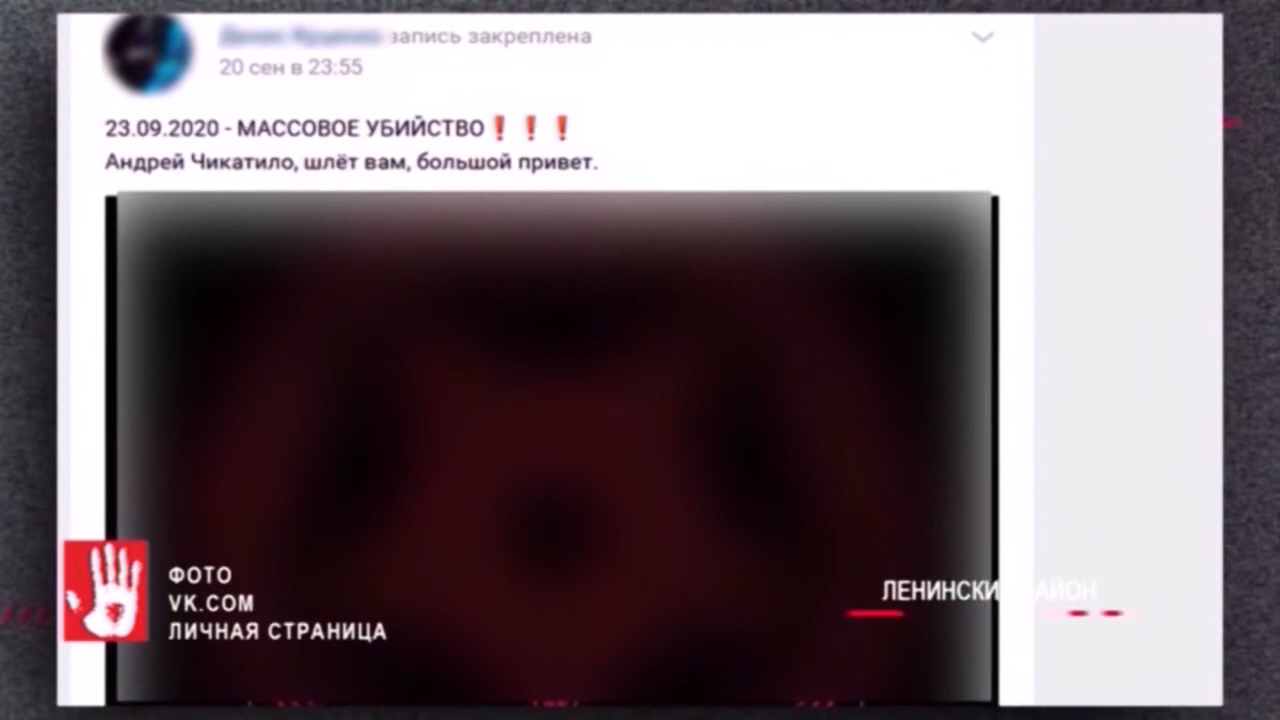 запись закреплена
20 сен в 23:55
23.09.2020 - МАССОВОЕ УБИЙСТВО❗❗❗
Андрей Чикатило, шлёт вам, большой привет.
ФОТО
VK.COM
ЛИЧНАЯ СТРАНИЦА